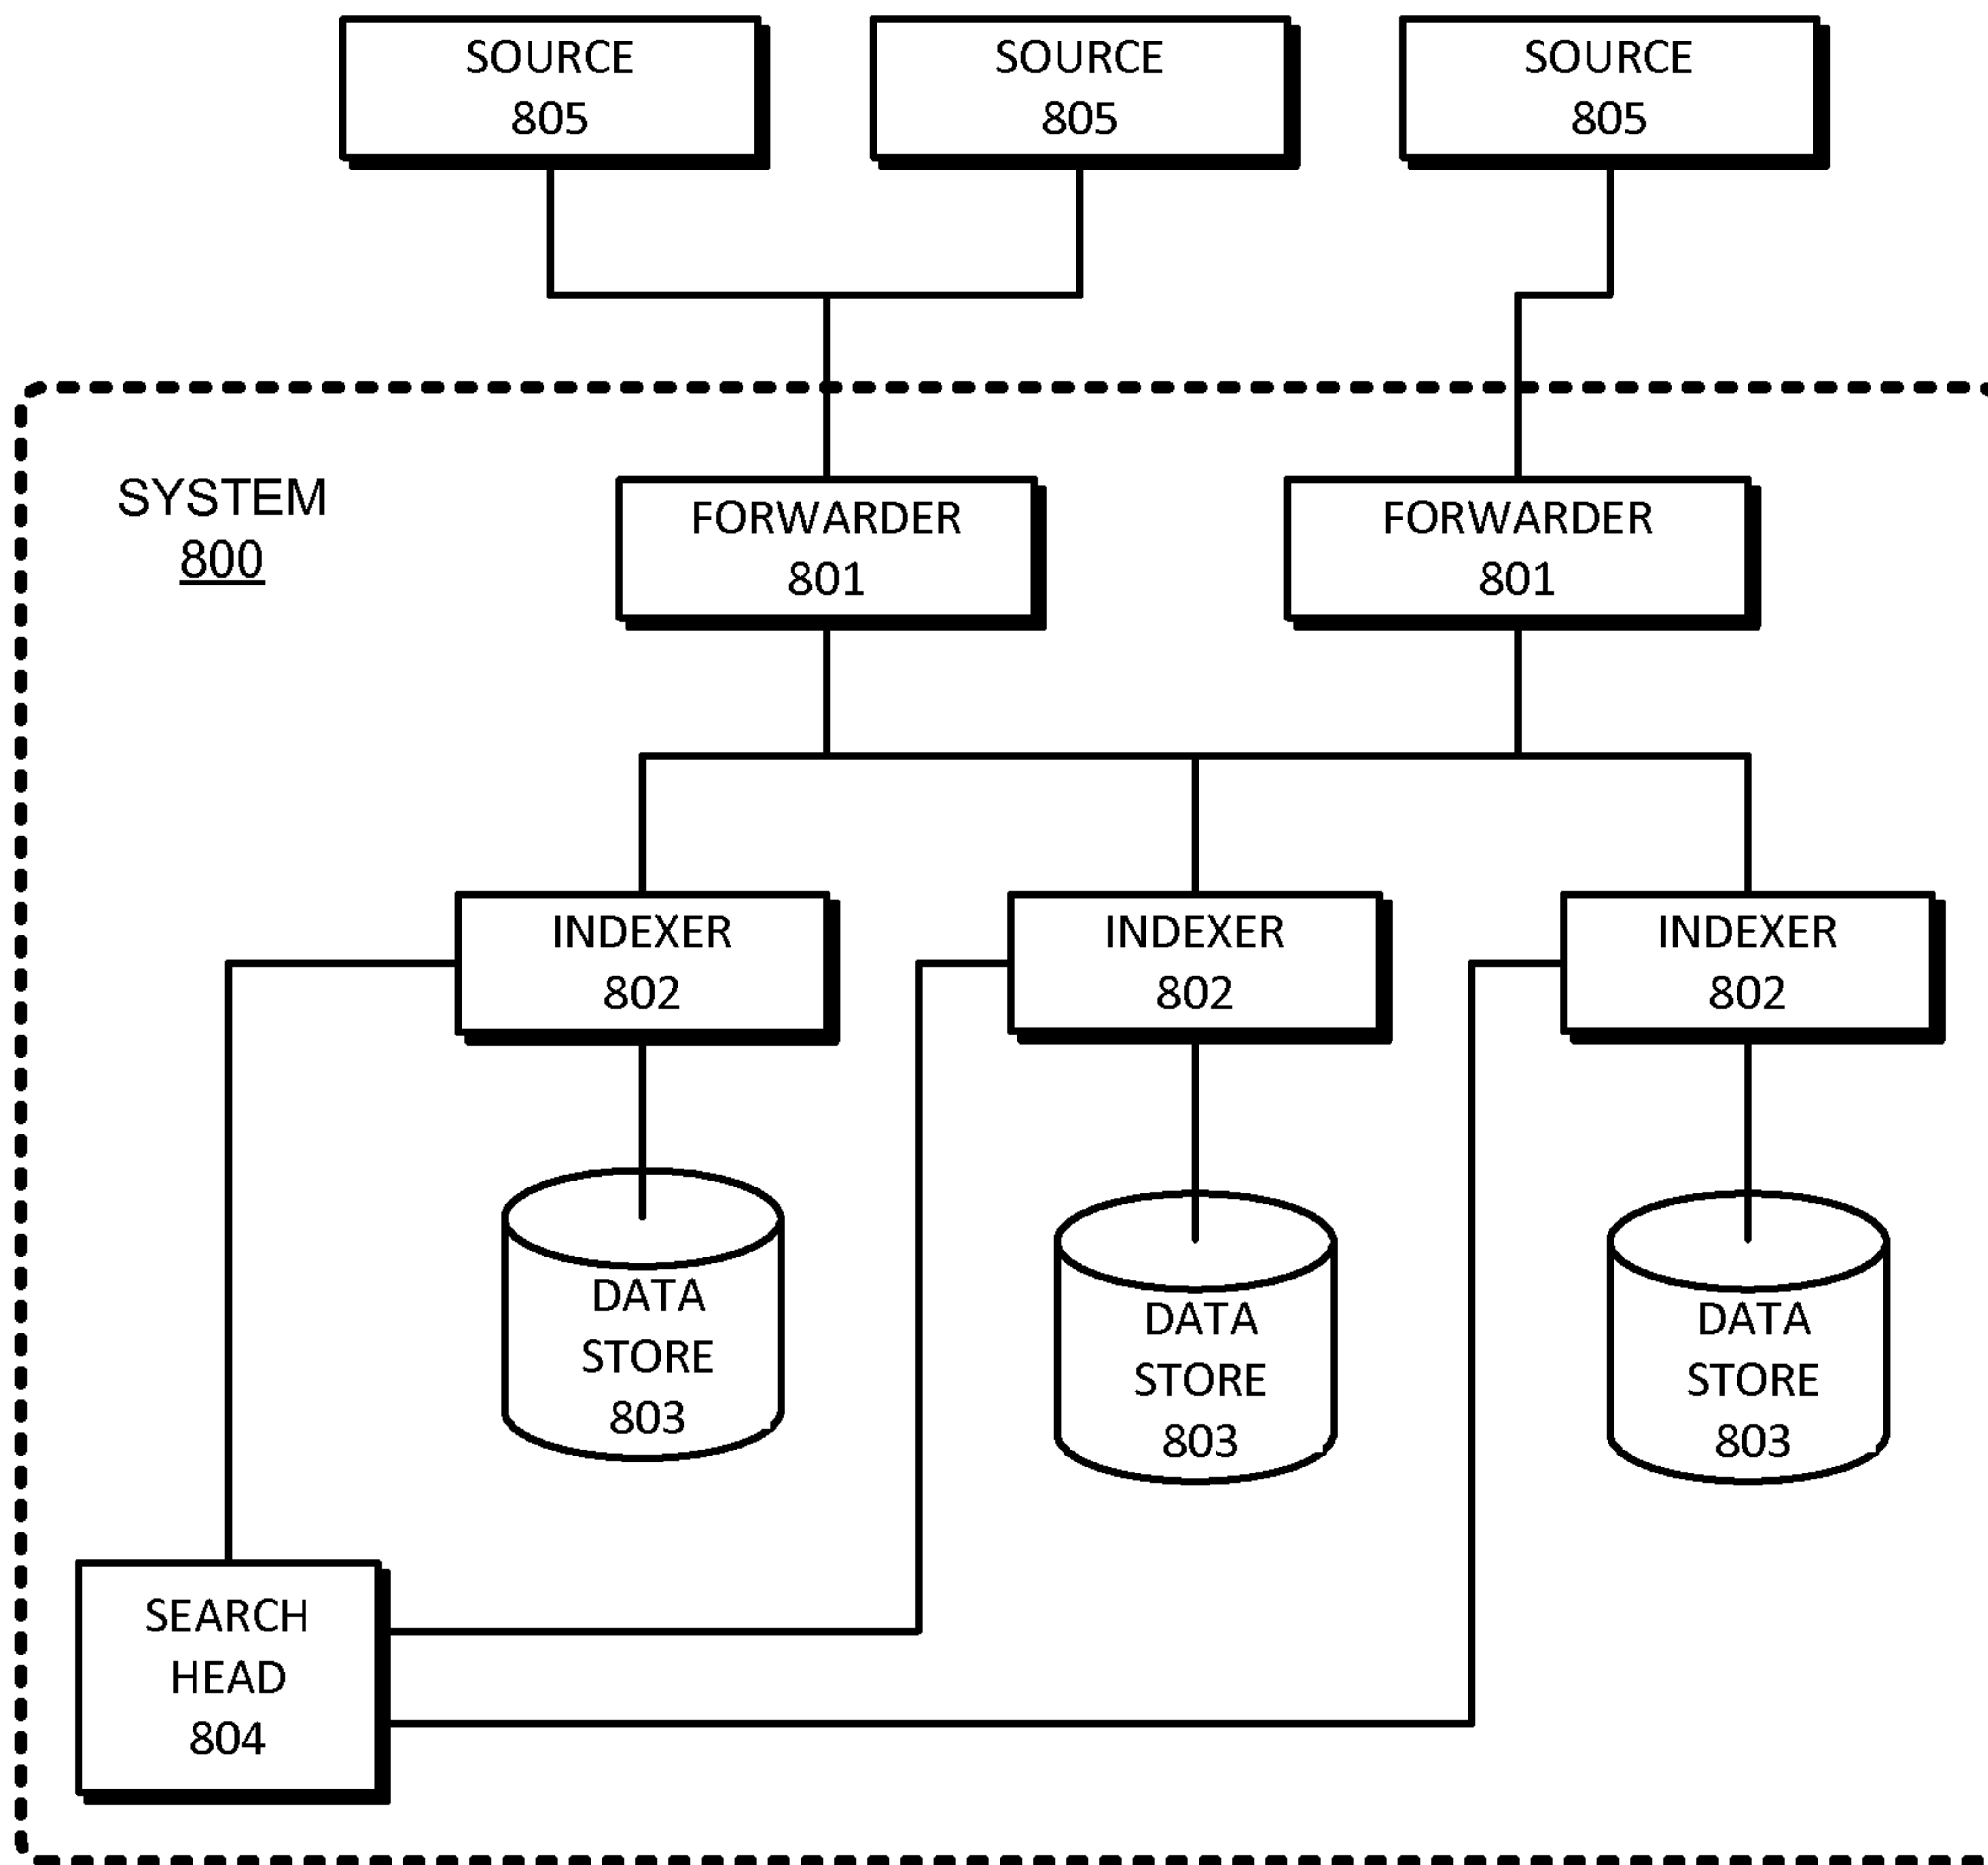 SOURCE
805
SOURCE
805
SOURCE
805
SYSTEM
800
FORWARDER
801
FORWARDER
801
INDEXER
802
INDEXER
802
INDEXER
802
DATA
STORE
803
DATA
STORE
803
DATA
STORE
803
SEARCH
HEAD
804